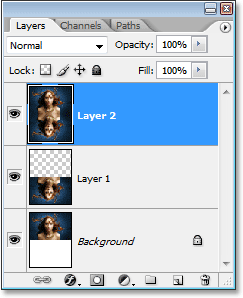 Layers Channels Paths
Normal Opacity: 100%
Lock: Fill: 100%
Layer 2
Layer 1
Background